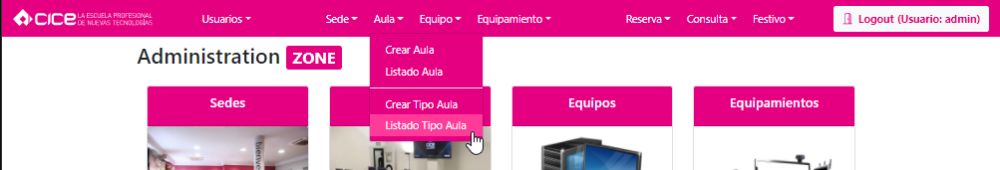 CICE LA ESCUELA PROFESIONAL
DE NUEVAS TECNOLOGÍAS
Usuarios
Sede
Aula
Equipo
Equipamiento
Reserva
Consulta
Festivo
Logout (Usuario: admin)
Crear Aula
Listado Aula
Crear Tipo Aula
Listado Tipo Aula
Administration ZONE
Sedes
Equipos
Equipamientos